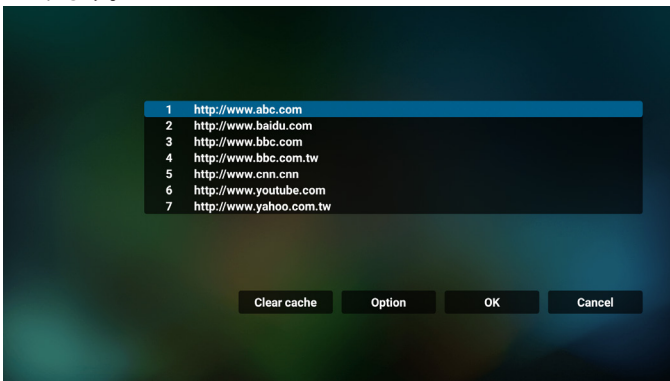 1 http://www.abc.com
2 http://www.baidu.com
3 http://www.bbc.com
4 http://www.bbc.com.tw
5 http://www.cnn.cnn
6 http://www.youtube.com
7 http://www.yahoo.com.tw
Clear cache Option OK Cancel